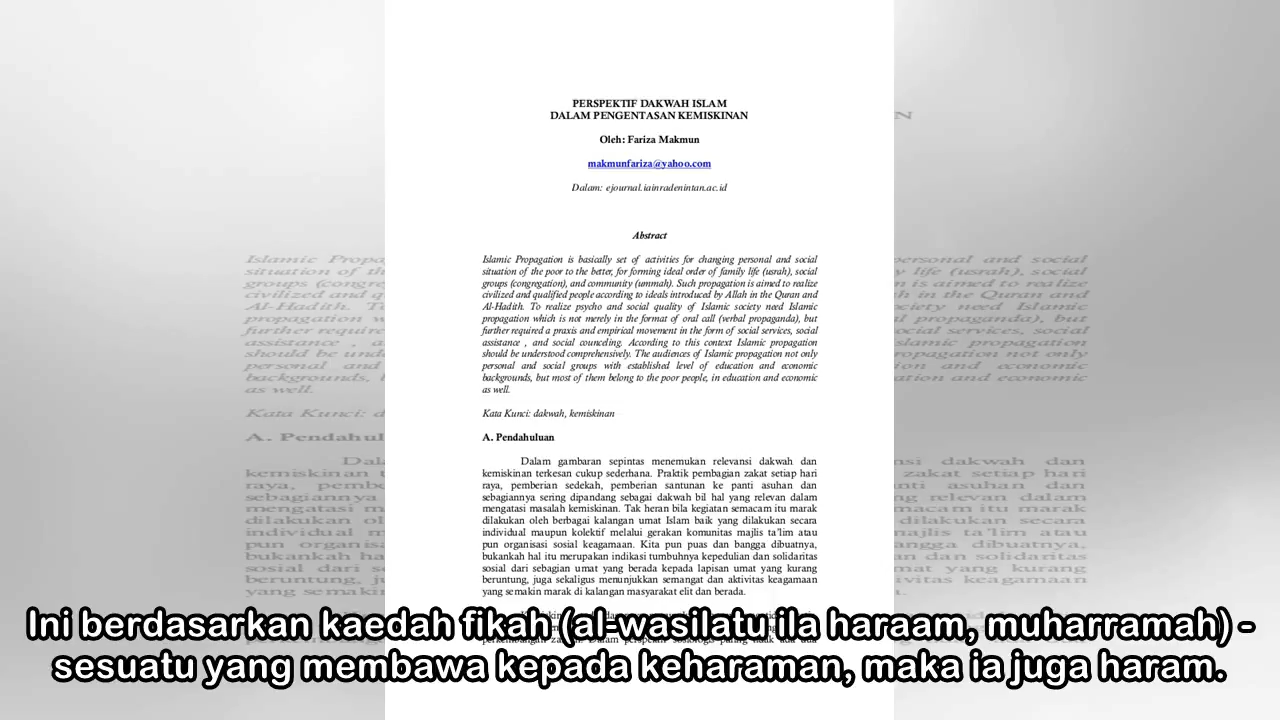 PERSPEKTIF DAKWAH ISLAM
DALAM PENGENTASAN KEMISKINAN
Oleh: Fariza Makmun
makmunfariza@yahoo.com
Dalam: ejournal.iainradenintan.ac.id
Abstract
Islamic Propagation is basically set of activities for changing personal and social
situation of the poor to the better, for forming ideal order of family life (usrah), social
groups (congregation), and community (ummah). Such propagation is aimed to realize
civilized and qualified people according to ideals introduced by Allah in the Quran and
Al-Hadith. To realize psycho and social quality of Islamic society need Islamic
propagation which is not merely in the format of oral call (verbal propaganda), but
further required a praxis and empirical movement in the form of social services, social
assistance , and social counceling. According to this context Islamic propagation
should be understood comprehensively. The audiences of Islamic propagation not only
personal and social groups with established level of education and economic
backgrounds, but most of them belong to the poor people, in education and economic
as well.
Kata Kunci: dakwah, kemiskinan
A. Pendahuluan
Dalam gambaran sepintas menemukan relevansi dakwah dan
kemiskinan terkesan cukup sederhana. Praktik pembagian zakat setiap hari
raya, pemberian sedekah, pemberian santunan ke panti asuhan dan
sebagiannya sering dipandang sebagai dakwah bil hal yang relevan dalam
mengatasi masalah kemiskinan. Tak heran bila kegiatan semacam itu marak
dilakukan oleh berbagai kalangan umat Islam baik yang dilakukan secara
individual maupun kolektif melalui gerakan komunitas majlis ta'lim atau
pun organisasi sosial keagamaan. Kita pun puas dan bangga dibuatnya,
bukankah hal itu merupakan indikasi tumbuhnya kepedulian dan solidaritas
sosial dari sebagian umat yang berada kepada lapisan umat yang kurang
beruntung, juga sekaligus menunjukkan semangat dan aktivitas keagamaan
yang semakin marak di kalangan masyarakat elit dan berada.
Ini berdasarkan kaedah fikah (al-wasilatu ila haraam, muharramah) -
sesuatu yang membawa kepada keharaman, maka ia juga haram.